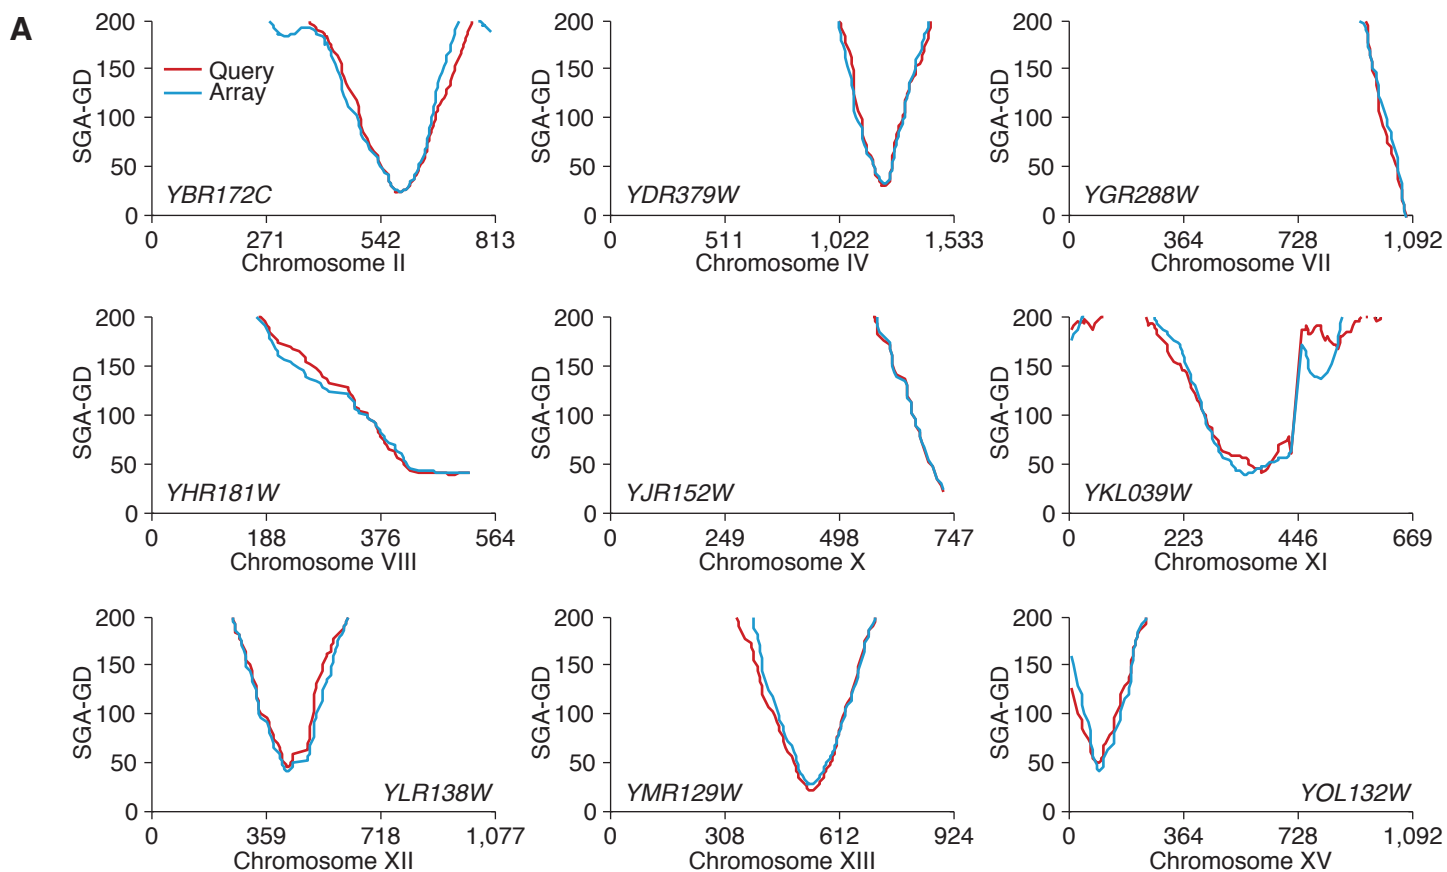 A
200
150
100
50
0
SGA-GD
Query
Array
YBR172C
0 271 542 813
Chromosome II
200
150
100
50
0
SGA-GD
YDR379W
0 511 1,022 1,533
Chromosome IV
200
150
100
50
0
SGA-GD
YGR288W
0 364 728 1,092
Chromosome VII
200
150
100
50
0
SGA-GD
YHR181W
0 188 376 564
Chromosome VIII
200
150
100
50
0
SGA-GD
YJR152W
0 249 498 747
Chromosome X
200
150
100
50
0
SGA-GD
YKL039W
0 223 446 669
Chromosome XI
200
150
100
50
0
SGA-GD
YLR138W
0 359 718 1,077
Chromosome XII
200
150
100
50
0
SGA-GD
YMR129W
0 308 612 924
Chromosome XIII
200
150
100
50
0
SGA-GD
YOL132W
0 364 728 1,092
Chromosome XV